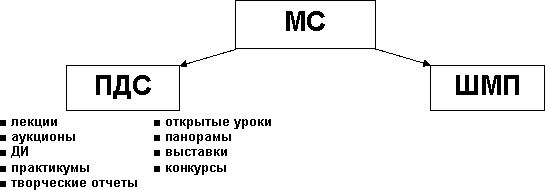 МС
ПДС
ШМП
▪ лекции
▪ аукционы
▪ ДИ
▪ практикумы
▪ творческие отчеты
▪ открытые уроки
▪ панорамы
▪ выставки
▪ конкурсы